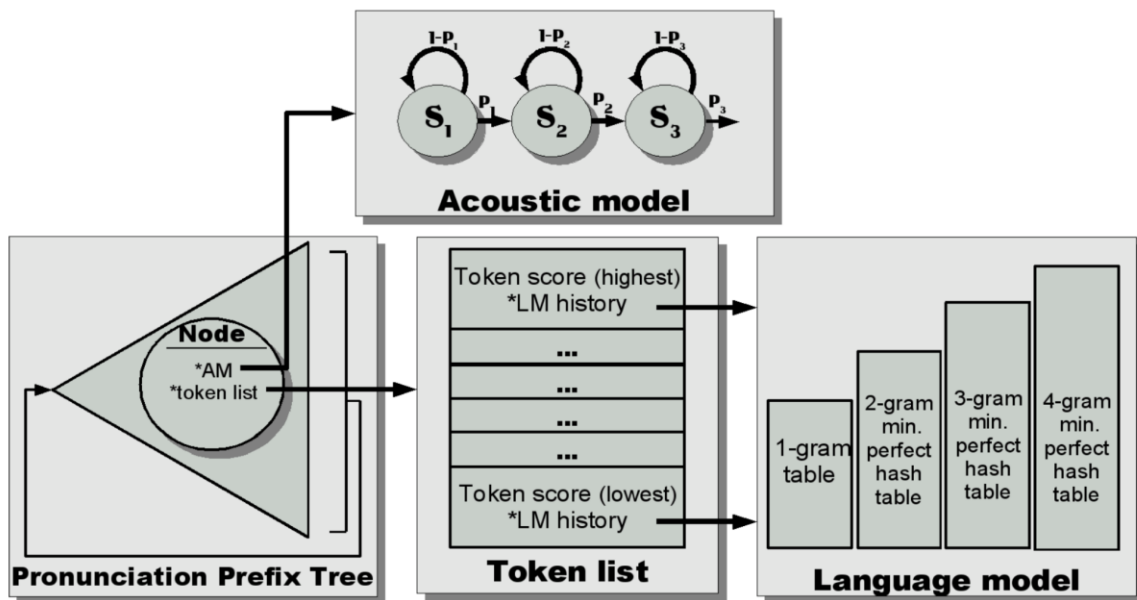 1-P1
1-P2
1-P3
S1
P1
S2
P2
S3
P3
Acoustic model
Node
*AM
*token list
Pronunciation Prefix Tree
Token score (highest)
*LM history
...
...
...
...
Token score (lowest)
*LM history
Token list
1-gram
table
2-gram
min.
perfect
hash
table
3-gram
min.
perfect
hash
table
4-gram
min.
perfect
hash
table
Language model